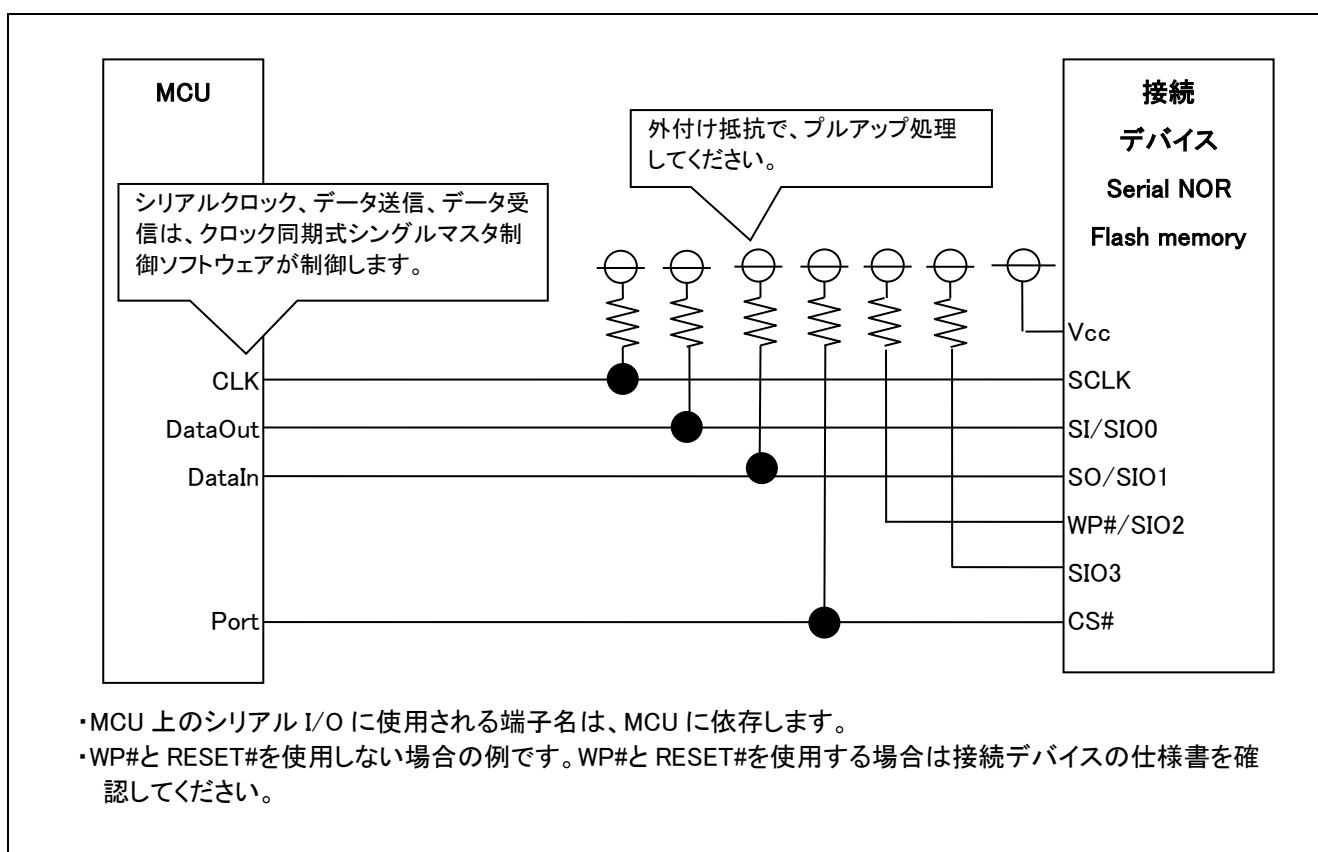 MCU
接続
デバイス
Serial NOR
Flash memory
外付け抵抗で、プルアップ処理
してください。
シリアルクロック、データ送信、データ受
信は、クロック同期式シングルマスタ制
御ソフトウェアが制御します。
Vcc
CLK
SCLK
DataOut
SI/SIO0
DataIn
SO/SIO1
WP#/SIO2
SIO3
Port
CS#
・MCU 上のシリアル I/O に使用される端子名は、MCU に依存します。
・WP#と RESET#を使用しない場合の例です。WP#と RESET#を使用する場合は接続デバイスの仕様書を確
認してください。